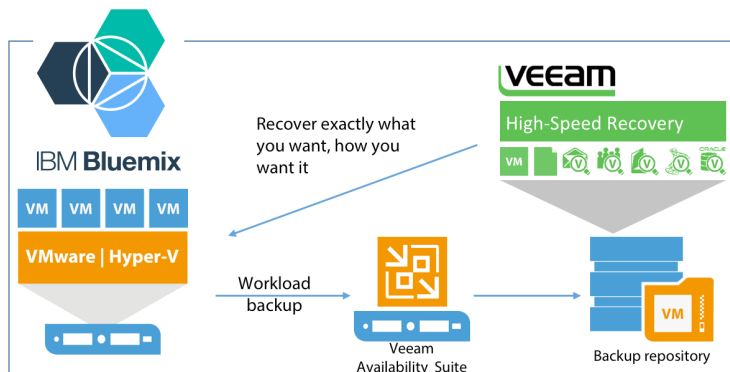 IBM Bluemix
VM VM VM VM
VMware | Hyper-V
Recover exactly what
you want, how you
want it
Workload
backup
Veeam
Availability Suite
veeam
High-Speed Recovery
VM
V V V V V
ORACLE
VM
Backup repository